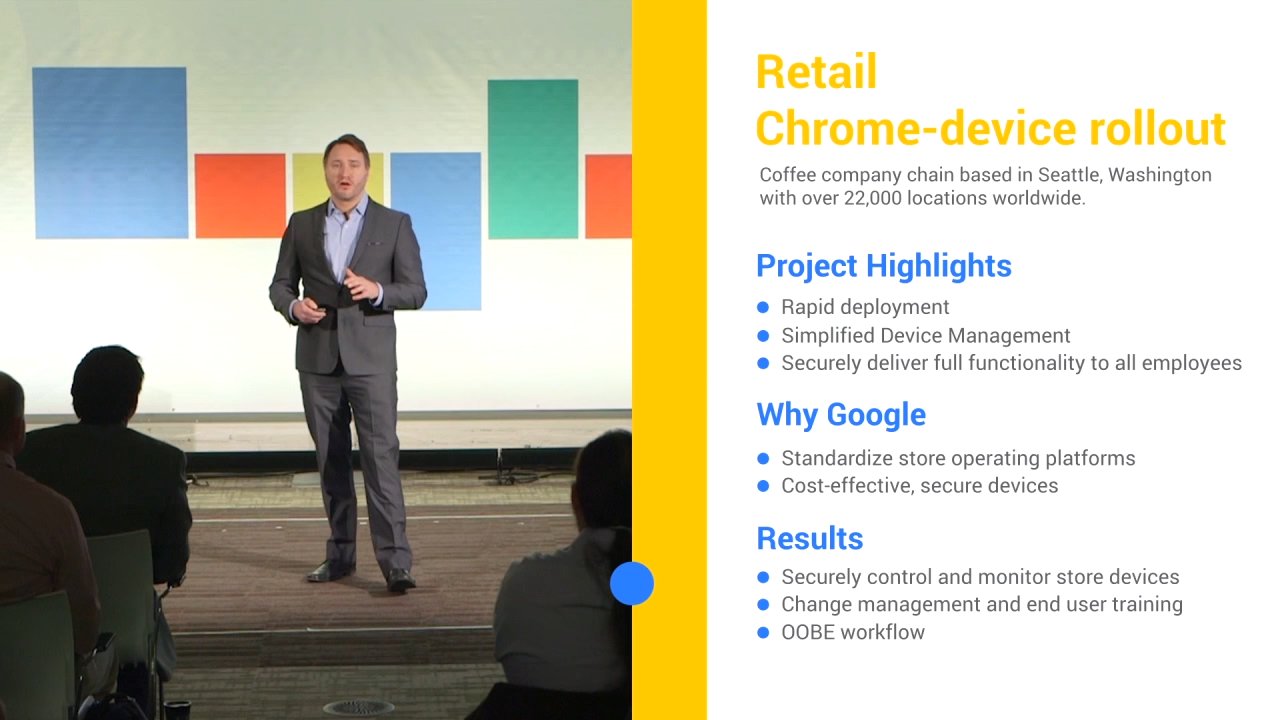 Retail
Chrome-device rollout
Coffee company chain based in Seattle, Washington
with over 22,000 locations worldwide.
Project Highlights
Rapid deployment
Simplified Device Management
Securely deliver full functionality to all employees
Why Google
Standardize store operating platforms
Cost-effective, secure devices
Results
Securely control and monitor store devices
Change management and end user training
OOBE workflow